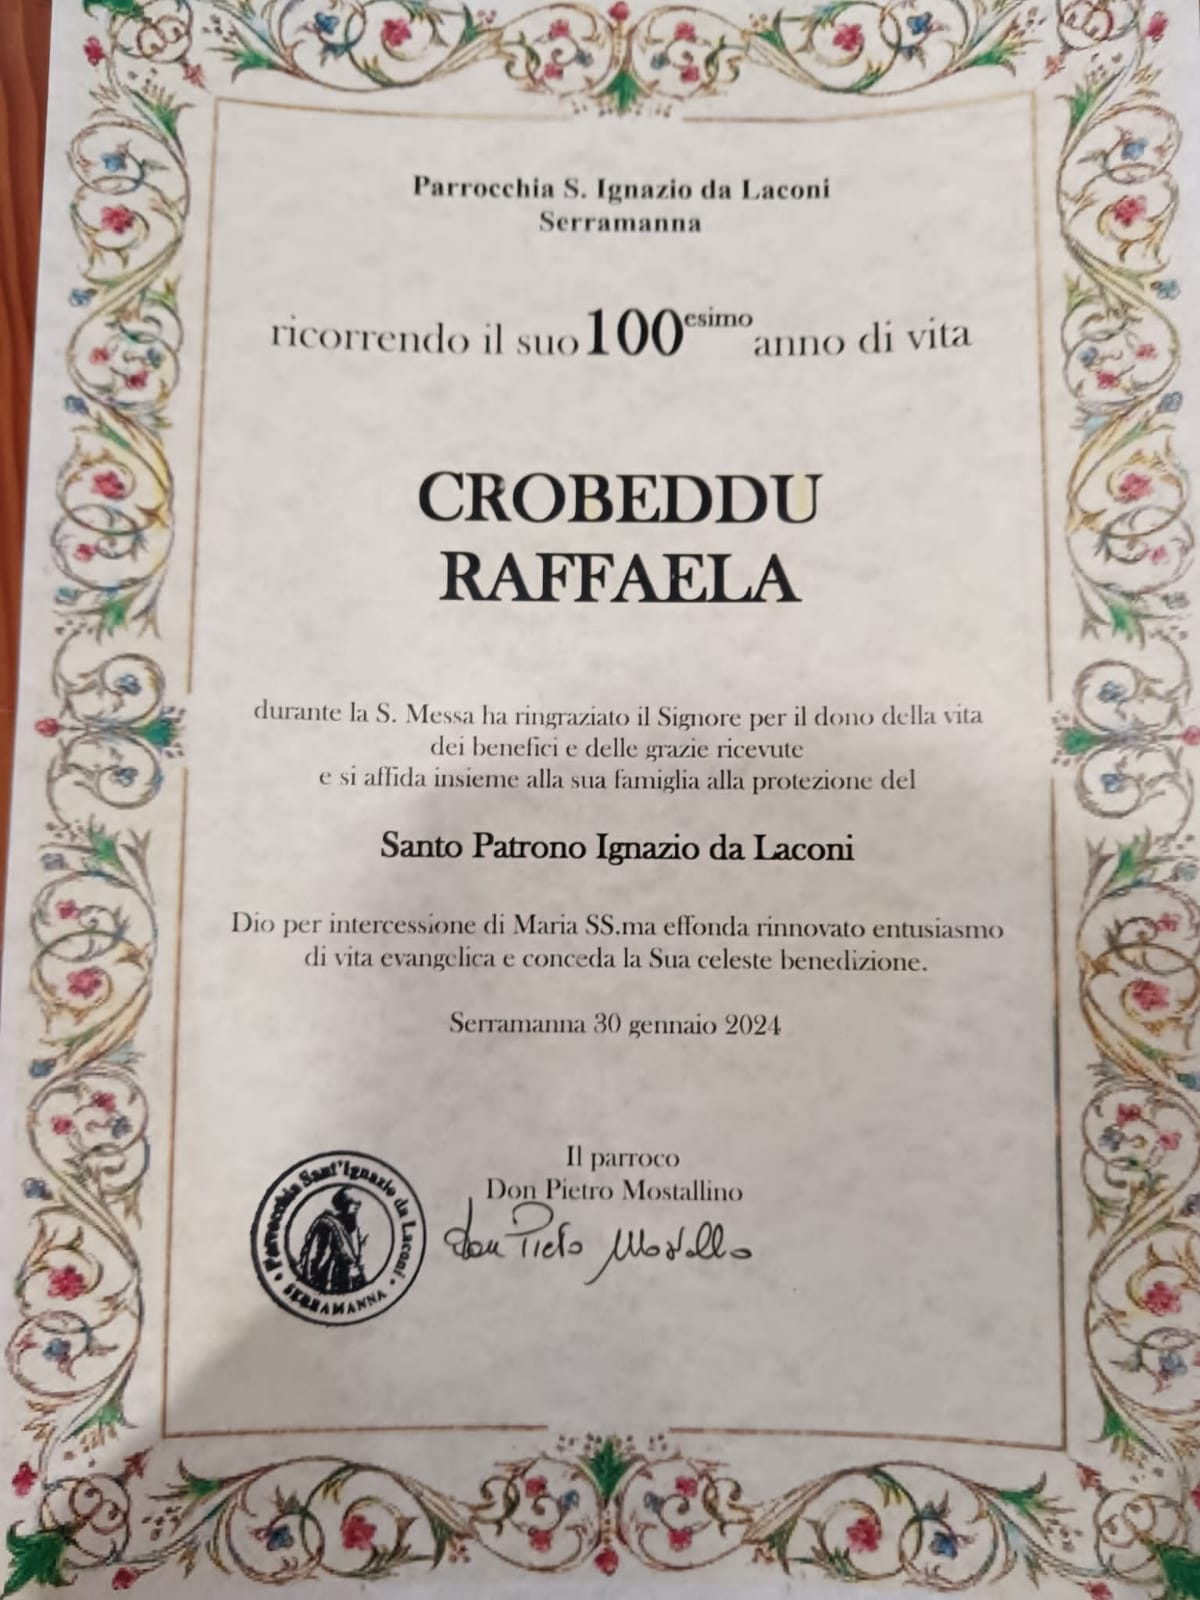 Parrocchia S. Ignazio da Laconi
Serramanna
ricorrendo il suo 100esimo anno di vita
CROBEDDU
RAFFAELA
durante la S. Messa ha ringraziato il Signore per il dono della vita
dei benefici e delle grazie ricevute
e si affida insieme alla sua famiglia alla protezione del
Santo Patrono Ignazio da Laconi
Dio per intercessione di Maria SS.ma effonda rinnovato entusiasmo
di vita evangelica e conceda la Sua celeste benedizione.
Serramanna 30 gennaio 2024
Il parroco
Don Pietro Mostallino
don Pietro
Parrocchia Sant'Ignazio da Laconi
SERRAMANNA